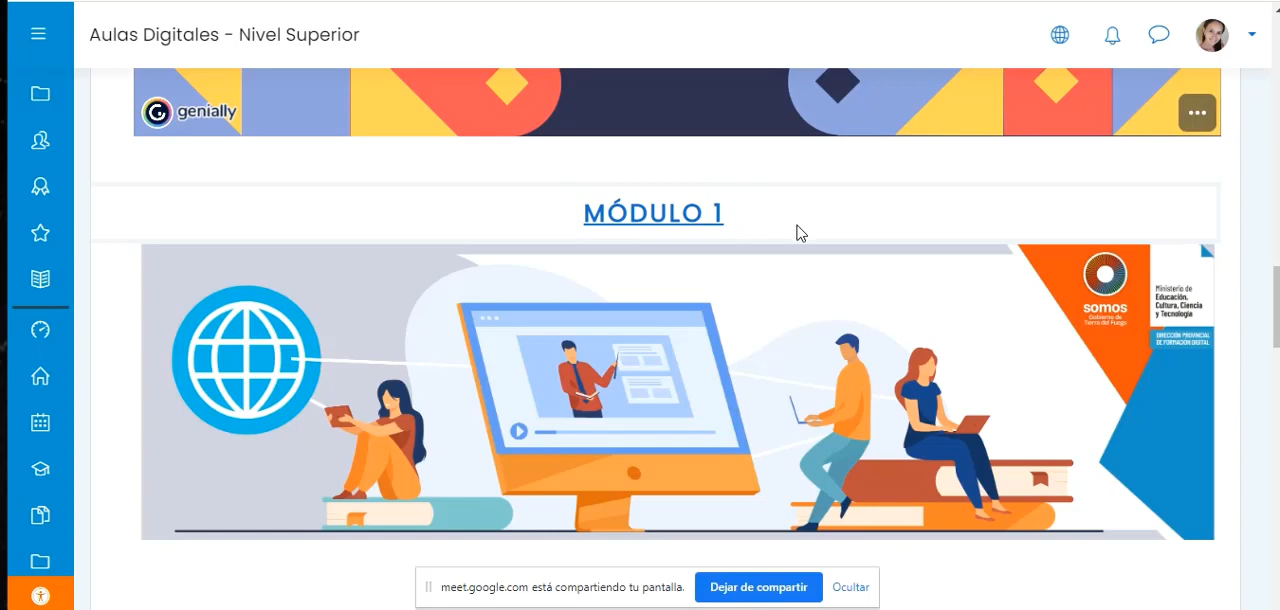 Aulas Digitales - Nivel Superior
genially
MÓDULO 1
somos
Gobierno de
Tierra del Fuego
Ministerio de
Educación,
Cultura, Ciencia
y Tecnología
DIRECCIÓN PROVINCIAL
DE FORMACIÓN DIGITAL
meet.google.com está compartiendo tu pantalla.
Dejar de compartir
Ocultar